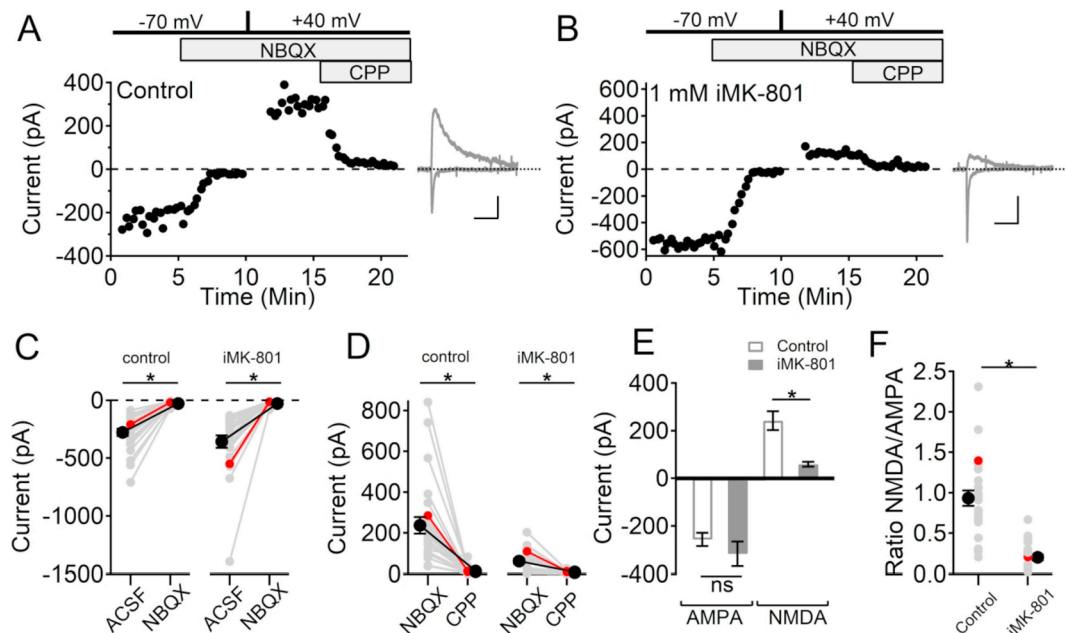 A
-70 mV
+40 mV
NBQX
CPP
Control
400
200
0
-200
-400
Current (pA)
0
5
10
15
20
Time (Min)
B
-70 mV
+40 mV
NBQX
CPP
1 mM iMK-801
600
400
200
0
-200
-400
-600
Current (pA)
0
5
10
15
20
Time (Min)
C
control
iMK-801
*
*
0
-500
-1000
-1500
Current (pA)
ACSF
NBQX
ACSF
NBQX
D
control
iMK-801
*
*
800
600
400
200
0
Current (pA)
NBQX
CPP
NBQX
CPP
E
Control
iMK-801
400
200
0
-200
-400
Current (pA)
*
ns
AMPA
NMDA
F
*
2.5
2.0
1.5
1.0
0.5
0.0
Ratio NMDA/AMPA
Control
iMK-801